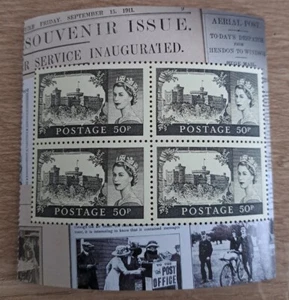 FRIDAY SEPTEMBER 15, 1911.
SOUVENIR ISSUE.
R SERVICE INAUGURATED.
AERIAL POST
TO-DAY'S DESPATCH
HENDON TO WINDSOR
POSTAGE 50P
POSTAGE 50P
POSTAGE 50P
POSTAGE 50P
POST
OFFICE